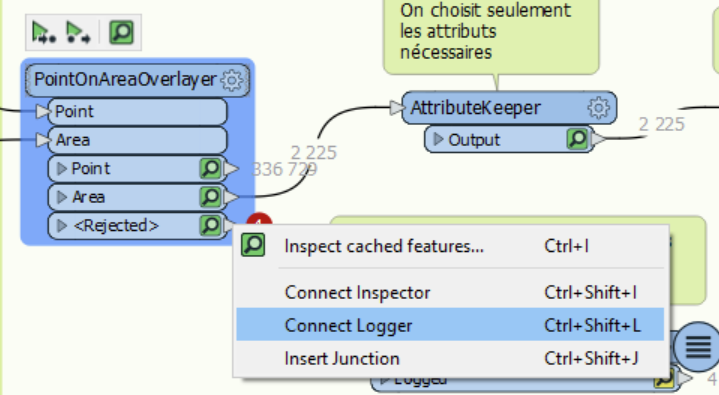 On choisit seulement
les attributs
nécessaires
PointOnAreaOverlayer
Point
Area
Point
336 729
Area
2 225
<Rejected>
AttributeKeeper
Output
2 225
Inspect cached features... Ctrl+I
Connect Inspector Ctrl+Shift+I
Connect Logger Ctrl+Shift+L
Insert Junction Ctrl+Shift+J
Logged
4